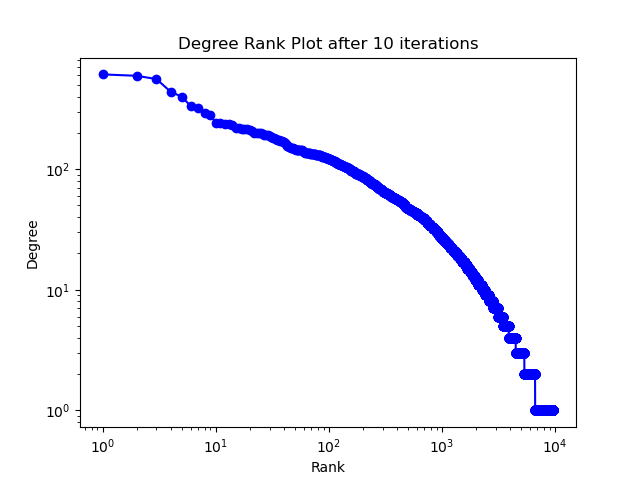 Degree Rank Plot after 10 iterations
10²
10¹
10⁰
Degree
10⁰ 10¹ 10² 10³ 10⁴
Rank